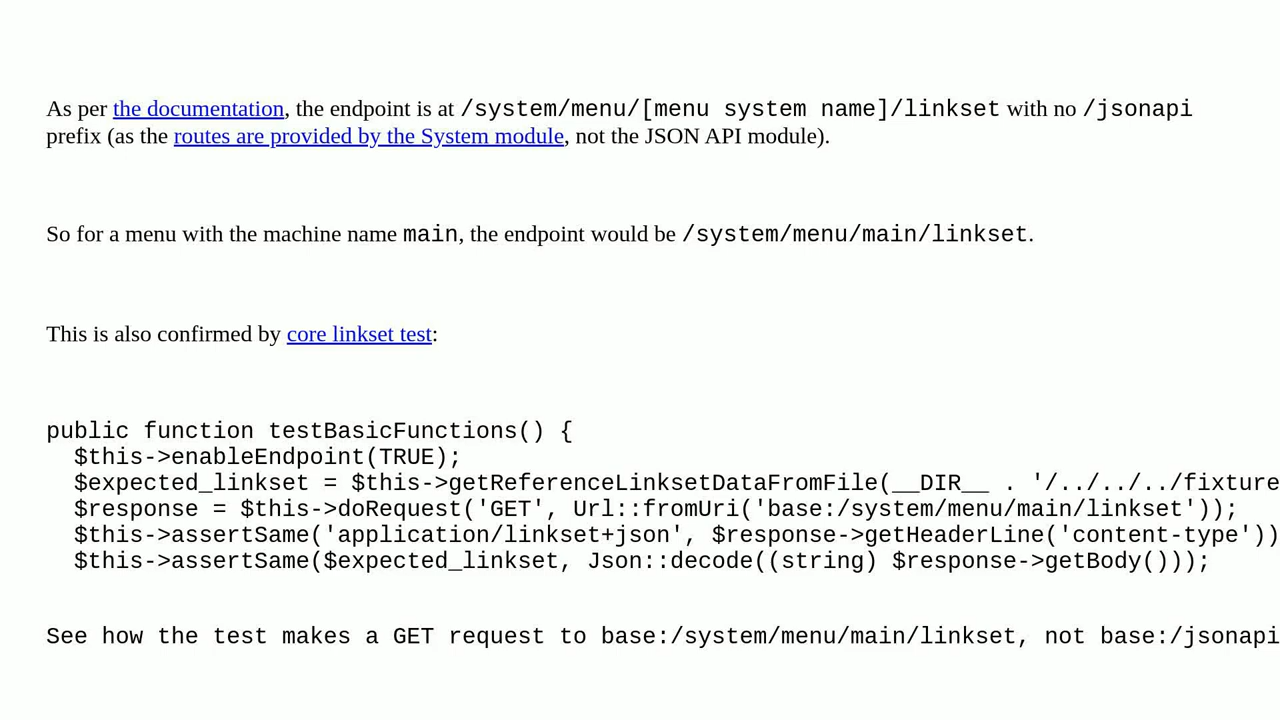 As per the documentation, the endpoint is at /system/menu/[menu system name]/linkset with no /jsonapi
prefix (as the routes are provided by the System module, not the JSON API module).
So for a menu with the machine name main, the endpoint would be /system/menu/main/linkset.
This is also confirmed by core linkset test:
public function testBasicFunctions() {
  $this->enableEndpoint(TRUE);
  $expected_linkset = $this->getReferenceLinksetDataFromFile(__DIR__ . '/../../../fixture
  $response = $this->doRequest('GET', Url::fromUri('base:/system/menu/main/linkset'));
  $this->assertSame('application/linkset+json', $response->getHeaderLine('content-type'))
  $this->assertSame($expected_linkset, Json::decode((string) $response->getBody()));
See how the test makes a GET request to base:/system/menu/main/linkset, not base:/jsonapi